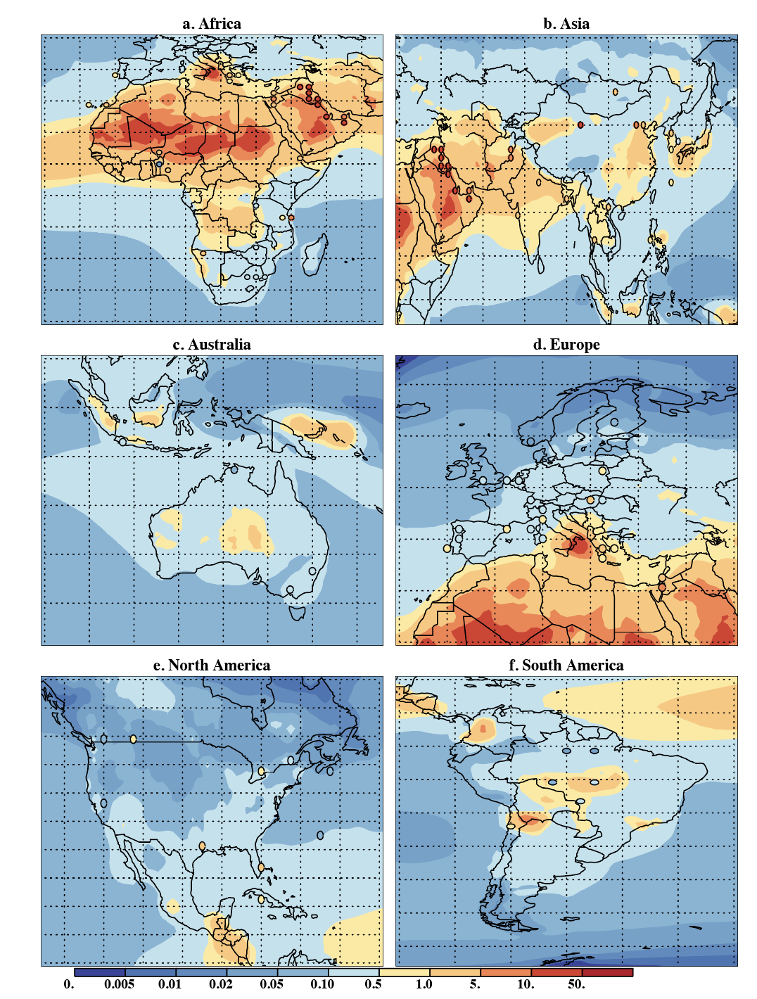 a. Africa
b. Asia
c. Australia
d. Europe
e. North America
f. South America
0. 0.005 0.01 0.02 0.05 0.10 0.5 1.0 5. 10. 50.